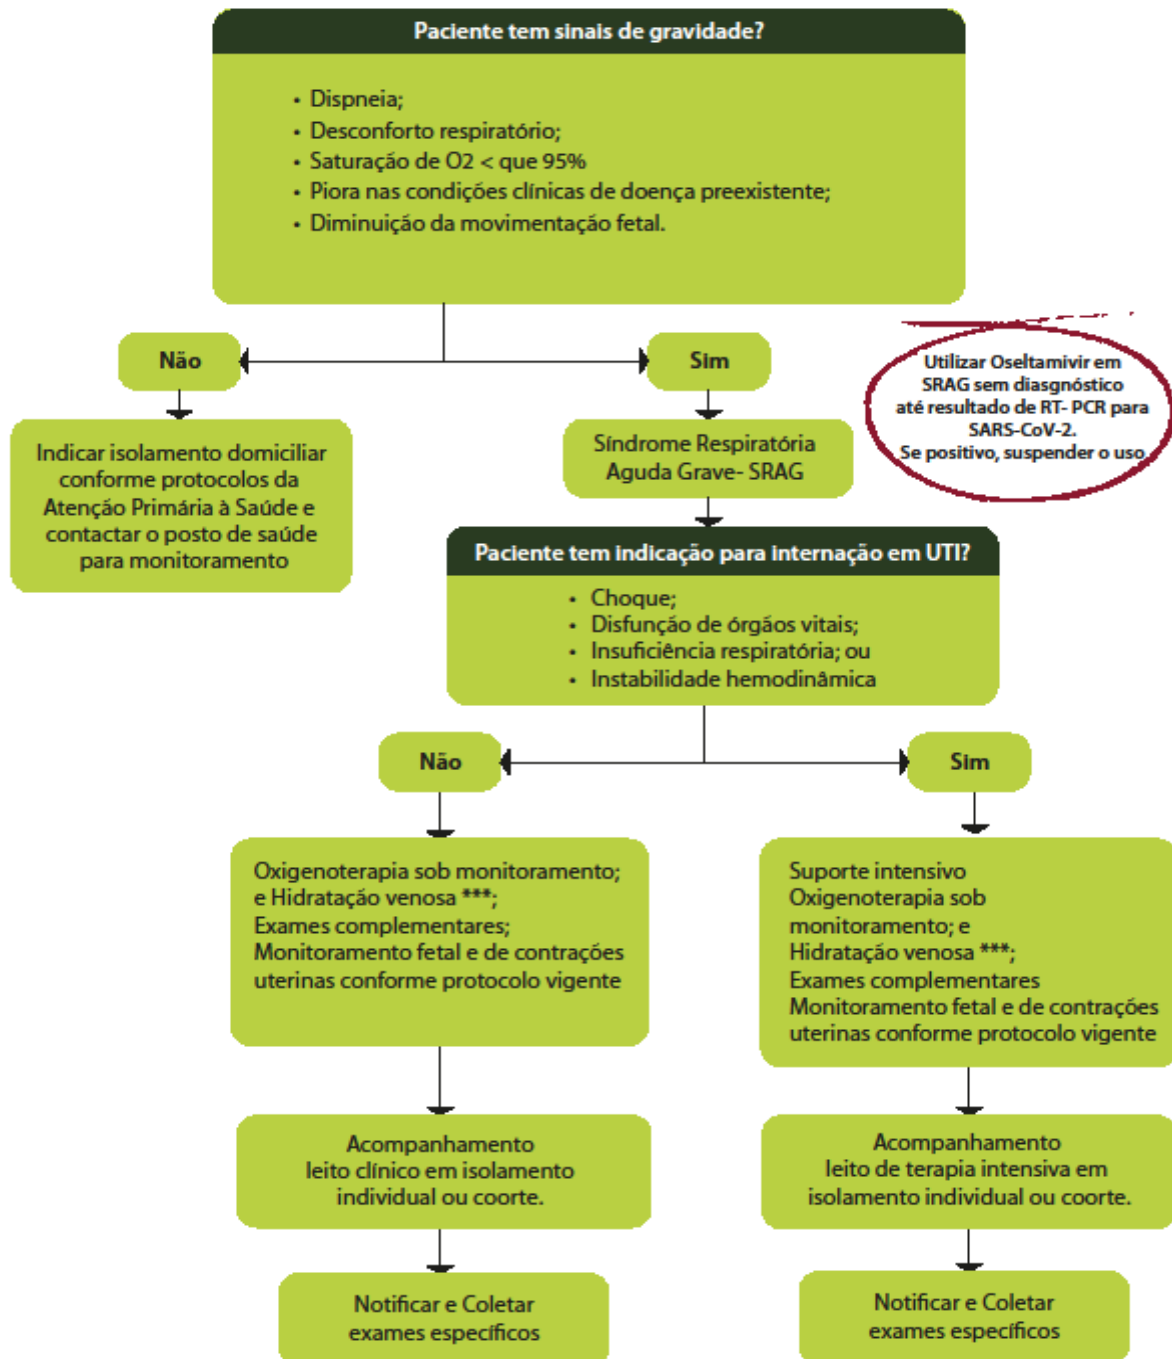 Paciente tem sinais de gravidade?
• Dispneia;
• Desconforto respiratório;
• Saturação de O2 < que 95%
• Piora nas condições clínicas de doença preexistente;
• Diminuição da movimentação fetal.
Não
Sim
Utilizar Oseltamivir em
SRAG sem diasgnóstico
até resultado de RT- PCR para
SARS-CoV-2.
Se positivo, suspender o uso.
Indicar isolamento domiciliar
conforme protocolos da
Atenção Primária à Saúde e
contactar o posto de saúde
para monitoramento
Síndrome Respiratória
Aguda Grave- SRAG
Paciente tem indicação para internação em UTI?
• Choque;
• Disfunção de órgãos vitais;
• Insuficiência respiratória; ou
• Instabilidade hemodinâmica
Não
Sim
Oxigenoterapia sob monitoramento;
e Hidratação venosa ***;
Exames complementares;
Monitoramento fetal e de contrações
uterinas conforme protocolo vigente
Suporte intensivo
Oxigenoterapia sob
monitoramento; e
Hidratação venosa ***;
Exames complementares
Monitoramento fetal e de contrações
uterinas conforme protocolo vigente
Acompanhamento
leito clínico em isolamento
individual ou coorte.
Acompanhamento
leito de terapia intensiva em
isolamento individual ou coorte.
Notificar e Coletar
exames específicos
Notificar e Coletar
exames específicos